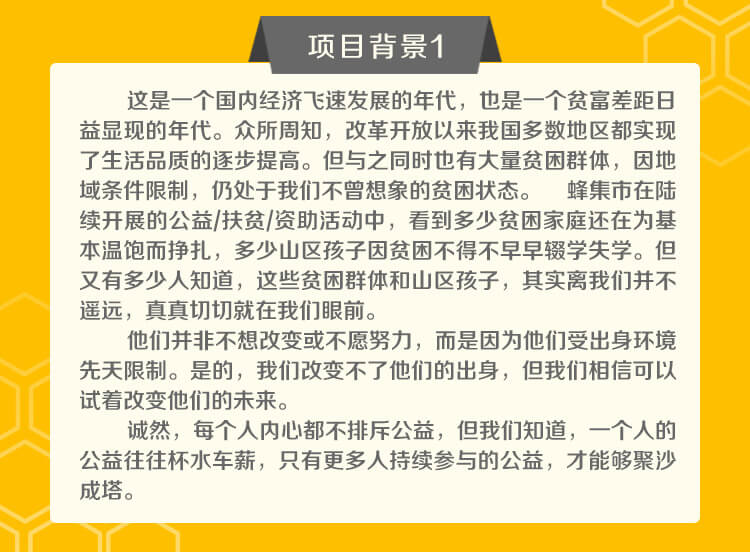 项目背景1
这是一个国内经济飞速发展的年代，也是一个贫富差距日
益显现的年代。众所周知，改革开放以来我国多数地区都实现
了生活品质的逐步提高。但与之同时也有大量贫困群体，因地
域条件限制，仍处于我们不曾想象的贫困状态。 蜂集市在陆
续开展的公益/扶贫/资助活动中，看到多少贫困家庭还在为基
本温饱而挣扎，多少山区孩子因贫困不得不早早辍学失学。但
又有多少人知道，这些贫困群体和山区孩子，其实离我们并不
遥远，真真切切就在我们眼前。
他们并非不想改变或不愿努力，而是因为他们受出身环境
先天限制。是的，我们改变不了他们的出身，但我们相信可以
试着改变他们的未来。
诚然，每个人内心都不排斥公益，但我们知道，一个人的
公益往往杯水车薪，只有更多人持续参与的公益，才能够聚沙
成塔。